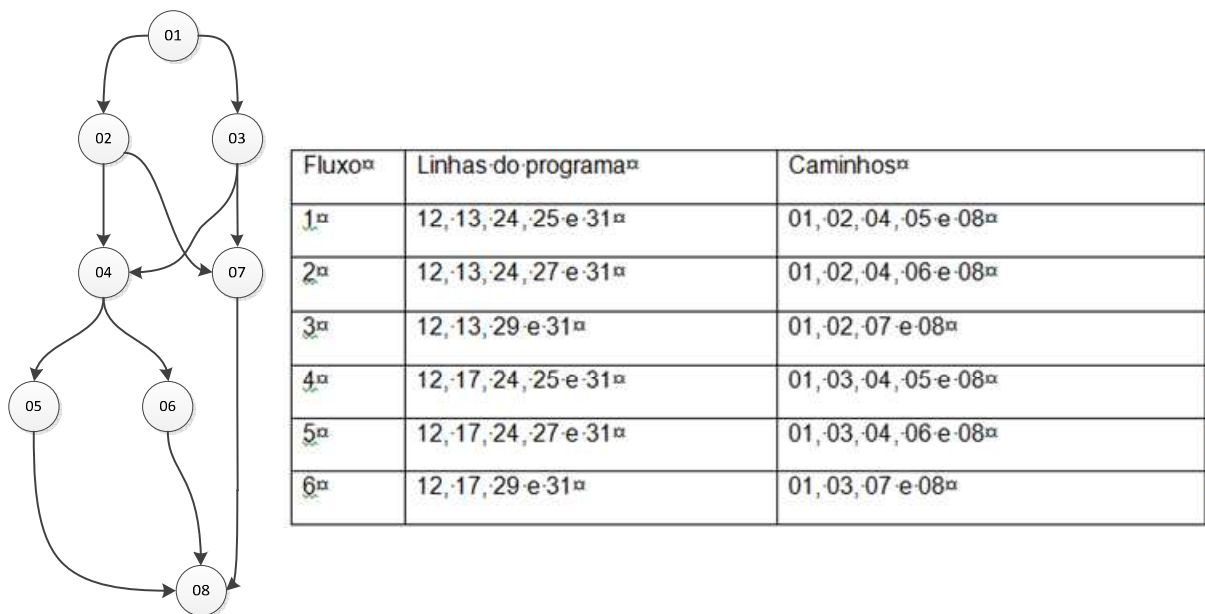 01
02
03
04
07
05
06
08
Fluxo¤ Linhas·do·programa¤ Caminhos¤
1¤ 12,·13,·24,·25·e·31¤ 01,·02,·04,·05·e·08¤
2¤ 12,·13,·24,·27·e·31¤ 01,·02,·04,·06·e·08¤
3¤ 12,·13,·29·e·31¤ 01,·02,·07·e·08¤
4¤ 12,·17,·24,·25·e·31¤ 01,·03,·04,·05·e·08¤
5¤ 12,·17,·24,·27·e·31¤ 01,·03,·04,·06·e·08¤
6¤ 12,·17,·29·e·31¤ 01,·03,·07·e·08¤